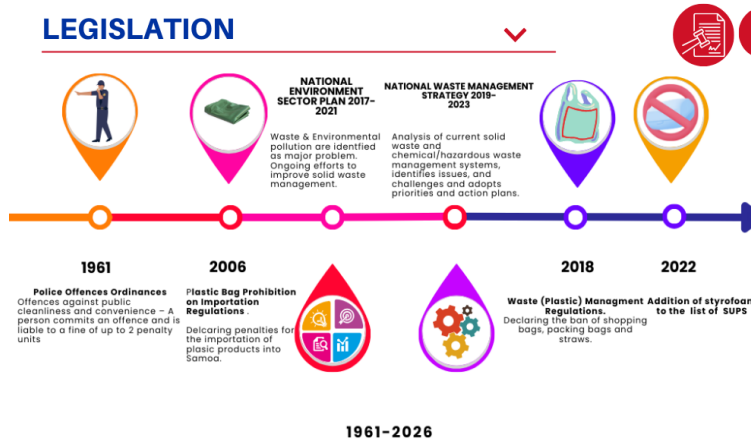 LEGISLATION
NATIONAL
ENVIRONMENT
SECTOR PLAN 2017-
2021
Waste & Environmental
pollution are identfied
as major problem.
Ongoing efforts to
improve solid waste
management.
NATIONAL WASTE MANAGEMENT
STRATEGY 2019-
2023
Analysis of current solid
waste and
chemical/hazardous waste
management systems,
identifies issues, and
challenges and adopts
priorities and action plans.
1961
Police Offences Ordinances
Offences against public
cleanliness and convenience – A
person commits an offence and is
liable to a fine of up to 2 penalty
units
2006
Plastic Bag Prohibition
on Importation
Regulations .
Delcaring penalties for
the importation of
plasic products into
Samoa.
2018
Waste (Plastic) Managment
Regulations.
Declaring the ban of shopping
bags, packing bags and
straws.
2022
Addition of styrofoam
to the list of SUPS
1961-2026